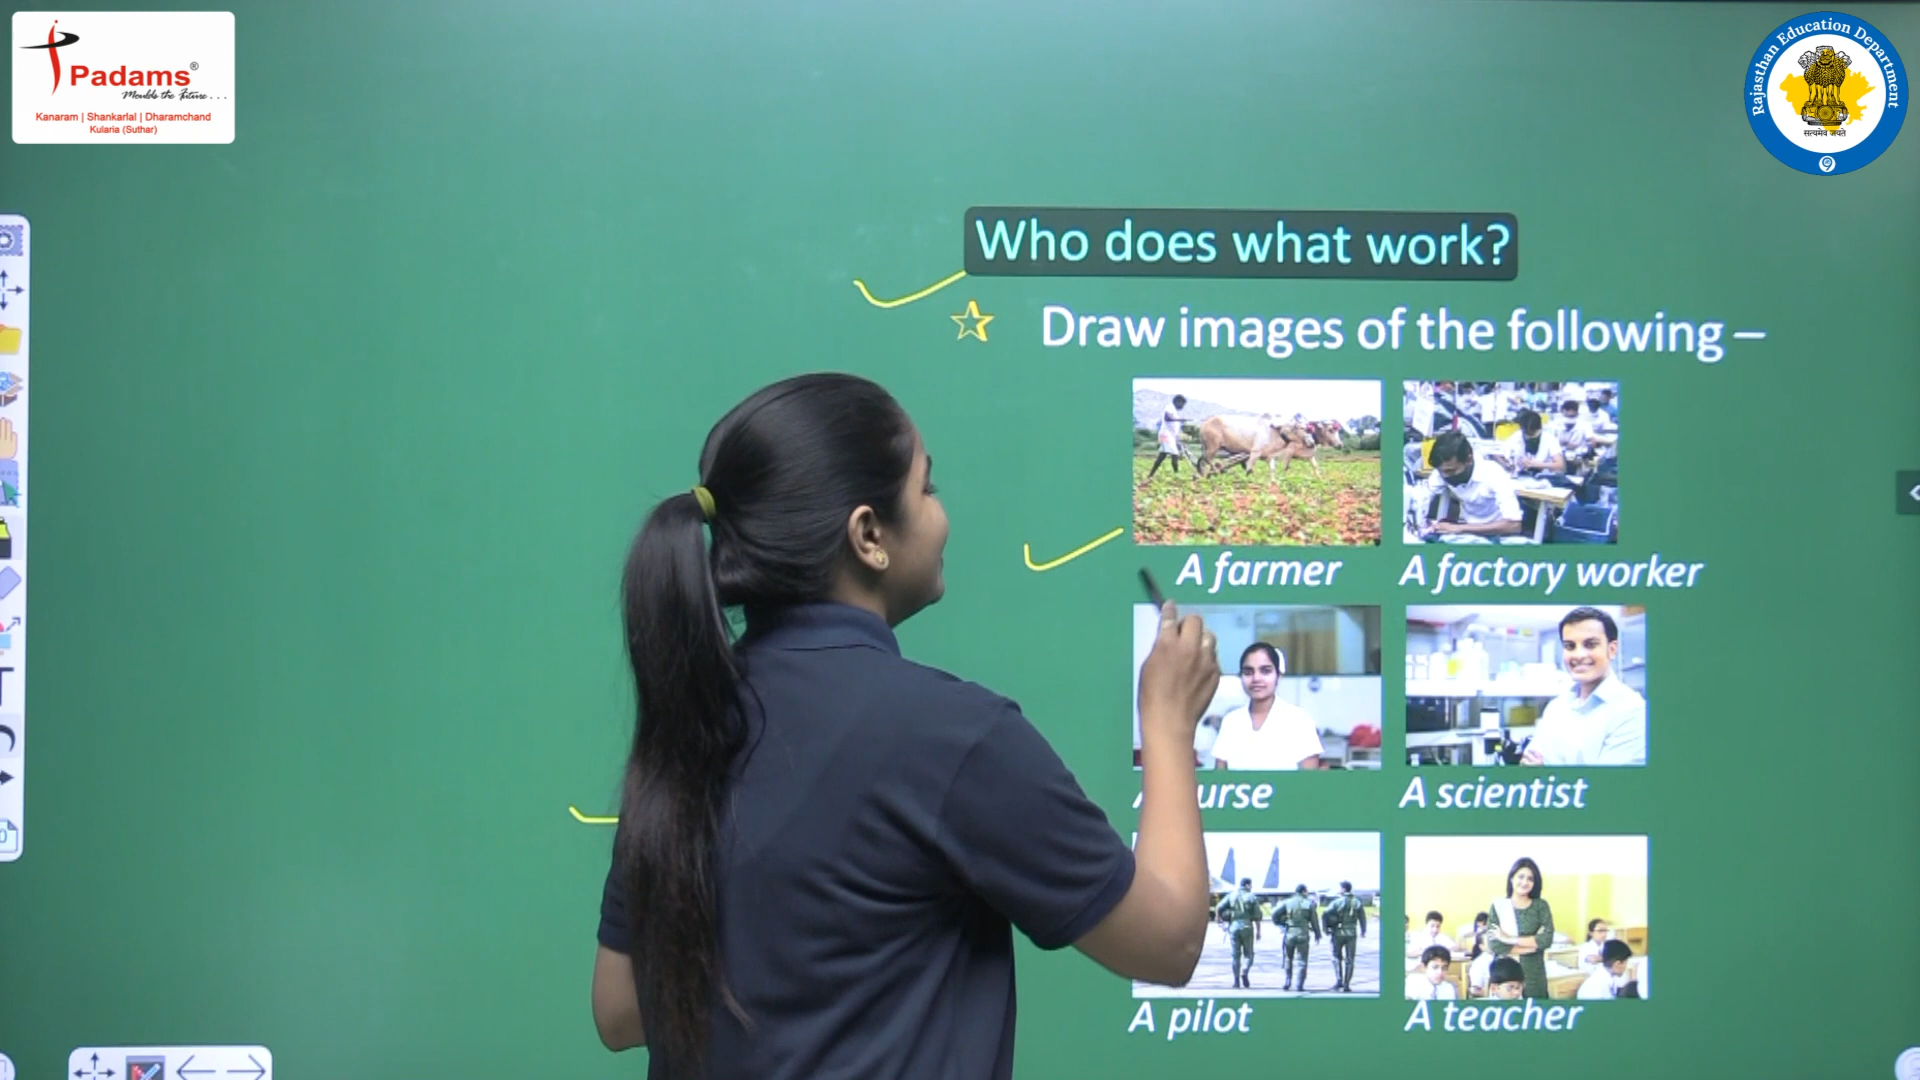 Padams®
Moulds the Future...
Kanaram | Shankarlal | Dharamchand
Kularia (Suthar)
Rajasthan Education Department
सत्यमेव जयते
Who does what work?
Draw images of the following –
A farmer
A factory worker
A scientist
A pilot
A teacher